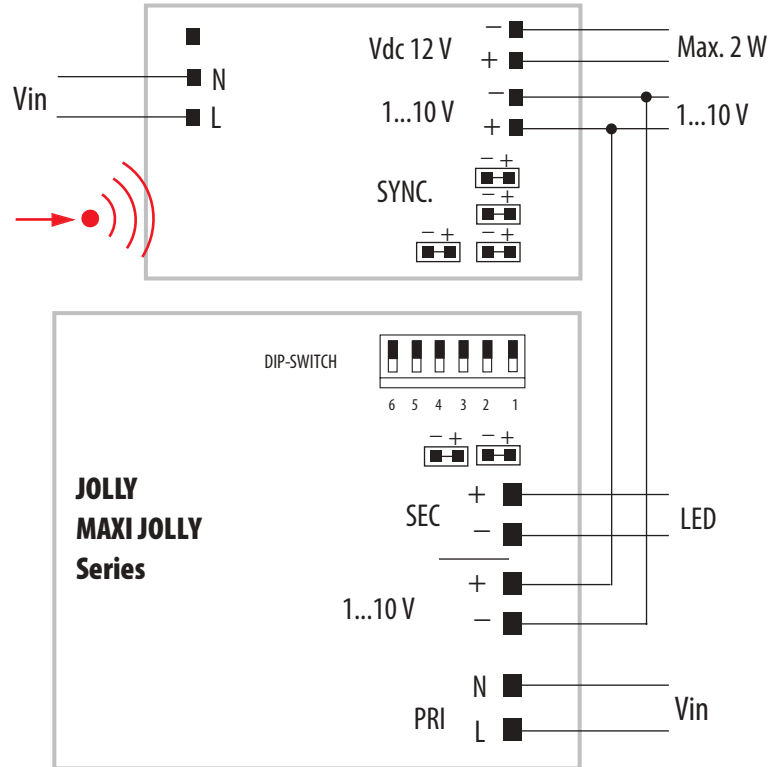 − 
Vdc 12 V
+
Max. 2 W
N
Vin
L
−
1...10 V
+
1...10 V
− +
SYNC.
− +
− +
− +
DIP-SWITCH
6 5 4 3 2 1
− +
− +
JOLLY
MAXI JOLLY
Series
+
SEC
−
LED
+
1...10 V
−
N
PRI
L
Vin